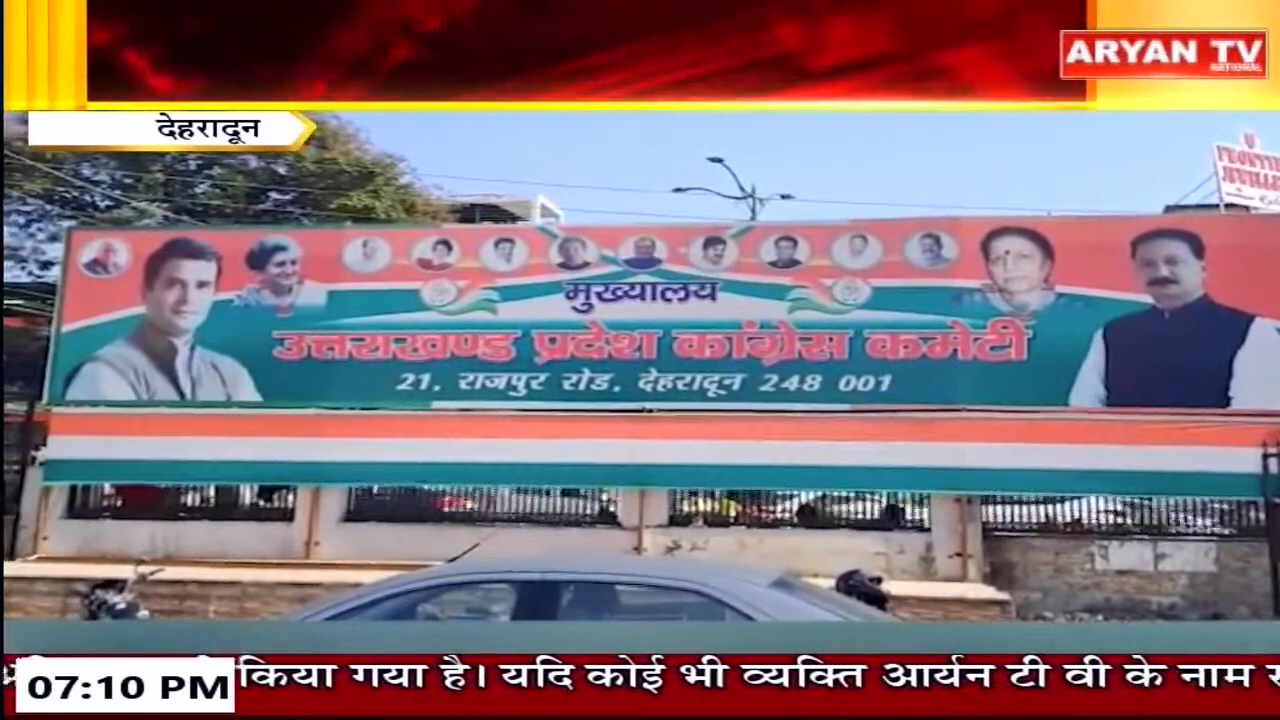 ARYAN TV
NATIONAL
देहरादून
मुख्यालय
उत्तराखण्ड प्रदेश कांग्रेस कमेटी
21, राजपुर रोड, देहरादून 248 001
07:10 PM
किया गया है। यदि कोई भी व्यक्ति आर्यन टी वी के नाम